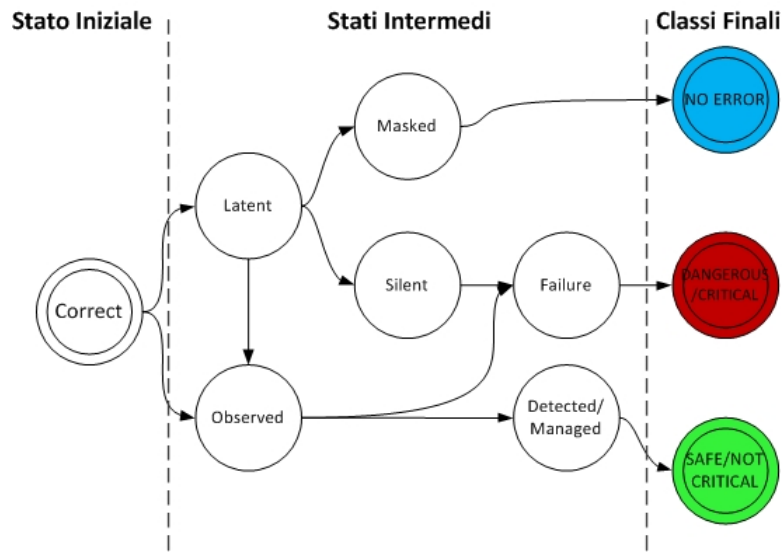 Stato Iniziale
Stati Intermedi
Classi Finali
NO ERROR
Masked
Latent
Silent
Failure
DANGEROUS
/CRITICAL
Correct
Observed
Detected/
Managed
SAFE/NOT
CRITICAL